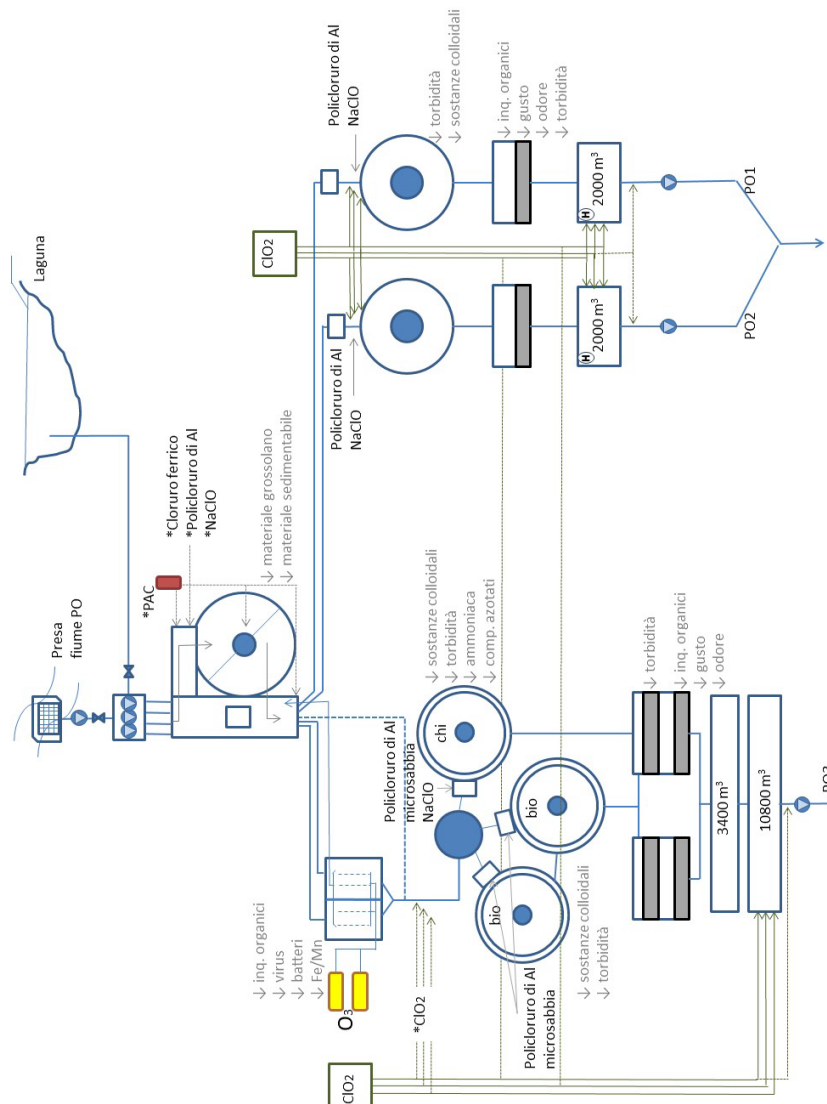 Laguna
Presa
fiume PO
*PAC
*Cloruro ferrico
*Policloruro di Al
*NaClO
↓ materiale grossolano
↓ materiale sedimentabile
ClO2
Policloruro di Al
NaClO
Policloruro di Al
NaClO
↓ torbidità
↓ sostanze colloidali
↓ inq. organici
↓ gusto
↓ odore
↓ torbidità
H
2000 m³
H
2000 m³
PO1
PO2
↓ inq. organici
↓ virus
↓ batteri
↓ Fe/Mn
O₃
*ClO2
ClO2
Policloruro di Al
microsabbia
NaClO
chi
bio
bio
↓ sostanze colloidali
↓ torbidità
↓ ammoniaca
↓ comp. azotati
Policloruro di Al
microsabbia
↓ sostanze colloidali
↓ torbidità
↓ torbidità
↓ inq. organici
↓ gusto
↓ odore
3400 m³
10800 m³
PO3